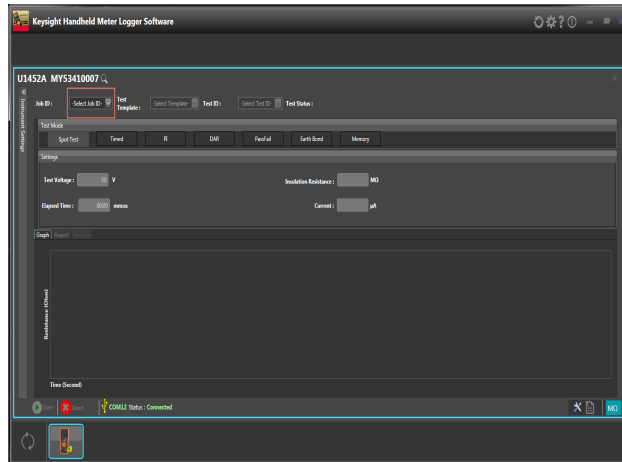 Keysight Handheld Meter Logger Software
U1452A MY53410007
Instrument Settings
Job ID : -Select Job ID- Test Template : -Select Template- Test ID : -Select Test ID- Test Status :
Test Mode
Spot Test Timed PI DAR Pass/Fail Earth Bond Memory
Settings
Test Voltage : 50 V Insulation Resistance : MΩ
Elapsed Time : 00:00 mm:ss Current : µA
Graph Report
Resistance (Ohms)
Time (Second)
Start Abort COM12 Status : Connected MΩ